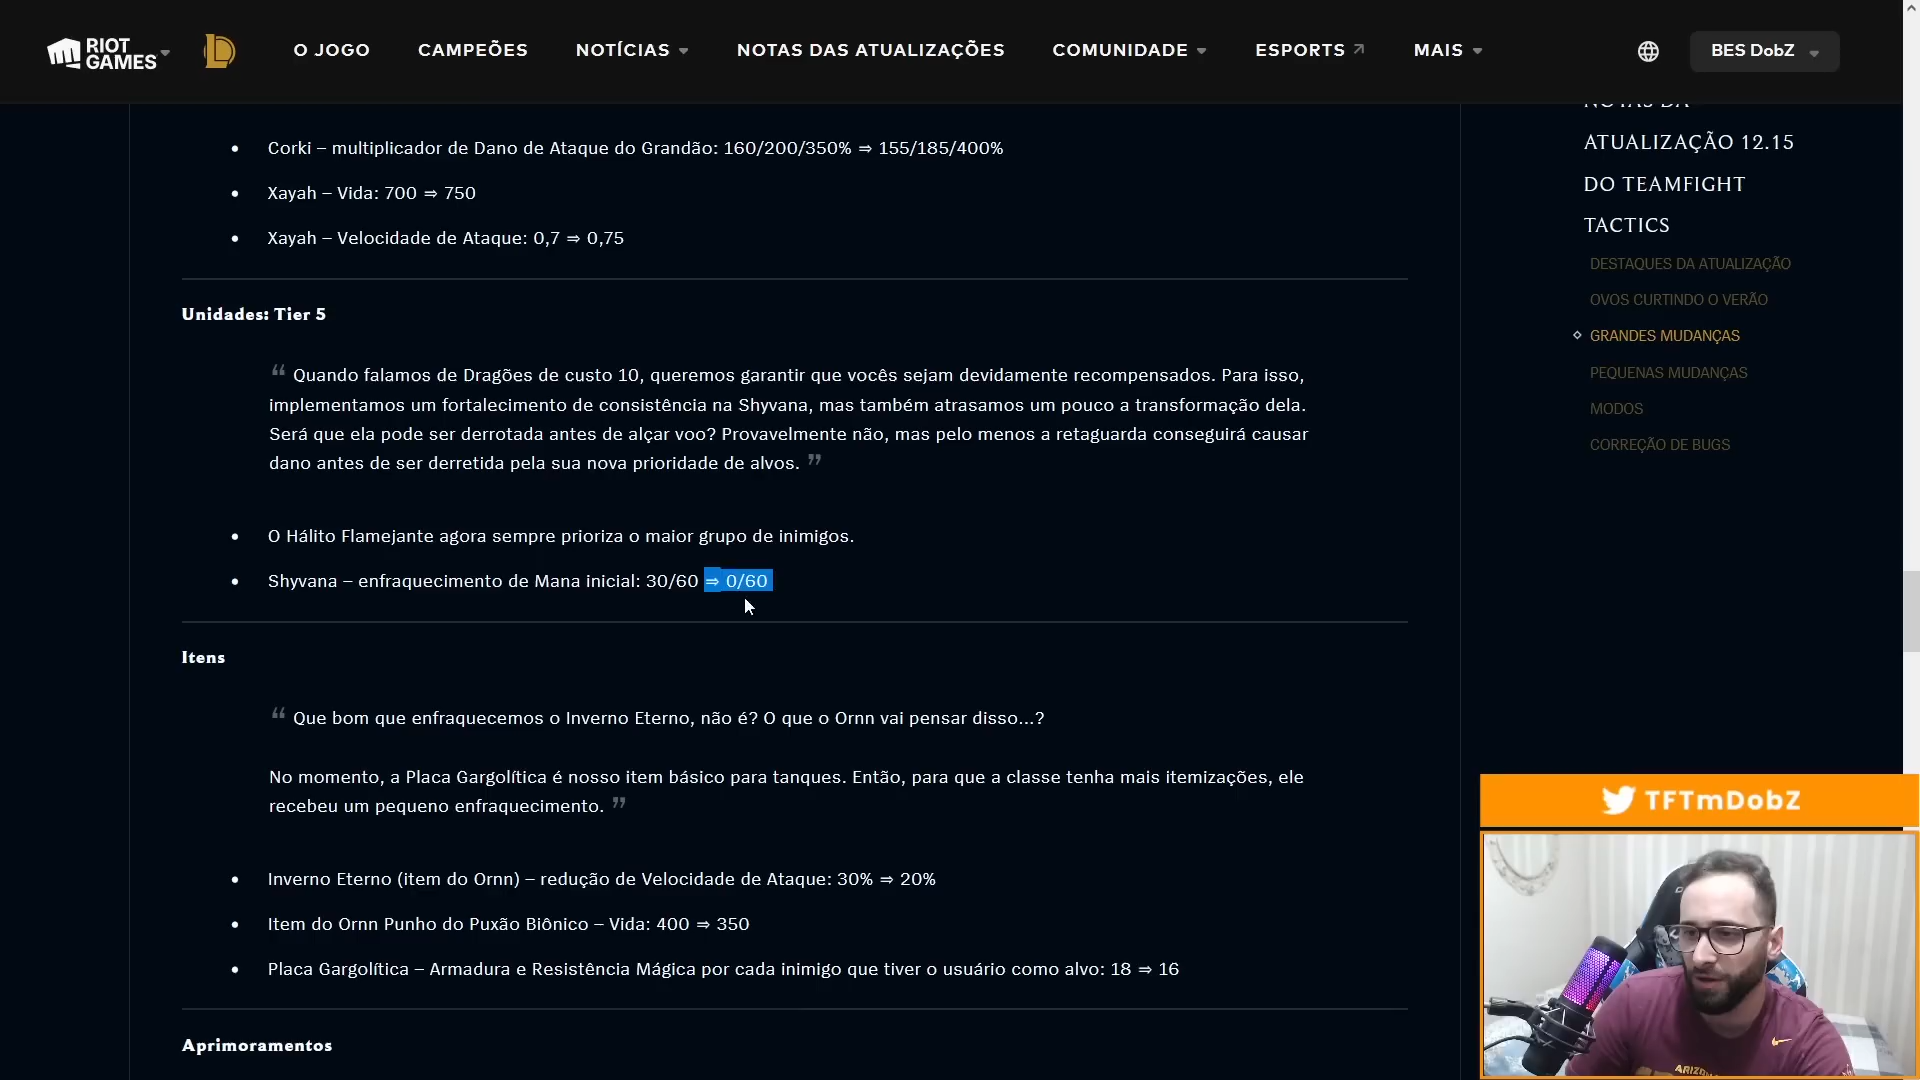 RIOT GAMES
O JOGO
CAMPEÕES
NOTÍCIAS
NOTAS DAS ATUALIZAÇÕES
COMUNIDADE
ESPORTS
MAIS
BES DobZ
• Corki – multiplicador de Dano de Ataque do Grandão: 160/200/350% ⇒ 155/185/400%
• Xayah – Vida: 700 ⇒ 750
• Xayah – Velocidade de Ataque: 0,7 ⇒ 0,75
Unidades: Tier 5
“ Quando falamos de Dragões de custo 10, queremos garantir que vocês sejam devidamente recompensados. Para isso,
implementamos um fortalecimento de consistência na Shyvana, mas também atrasamos um pouco a transformação dela.
Será que ela pode ser derrotada antes de alçar voo? Provavelmente não, mas pelo menos a retaguarda conseguirá causar
dano antes de ser derretida pela sua nova prioridade de alvos. ”
• O Hálito Flamejante agora sempre prioriza o maior grupo de inimigos.
• Shyvana – enfraquecimento de Mana inicial: 30/60 ⇒ 0/60
Itens
“ Que bom que enfraquecemos o Inverno Eterno, não é? O que o Ornn vai pensar disso...?
No momento, a Placa Gargolítica é nosso item básico para tanques. Então, para que a classe tenha mais itemizações, ele
recebeu um pequeno enfraquecimento. ”
• Inverno Eterno (item do Ornn) – redução de Velocidade de Ataque: 30% ⇒ 20%
• Item do Ornn Punho do Puxão Biônico – Vida: 400 ⇒ 350
• Placa Gargolítica – Armadura e Resistência Mágica por cada inimigo que tiver o usuário como alvo: 18 ⇒ 16
Aprimoramentos
NOTAS DA
ATUALIZAÇÃO 12.15
DO TEAMFIGHT
TACTICS
DESTAQUES DA ATUALIZAÇÃO
OVOS CURTINDO O VERÃO
GRANDES MUDANÇAS
PEQUENAS MUDANÇAS
MODOS
CORREÇÃO DE BUGS
TFTmDobZ